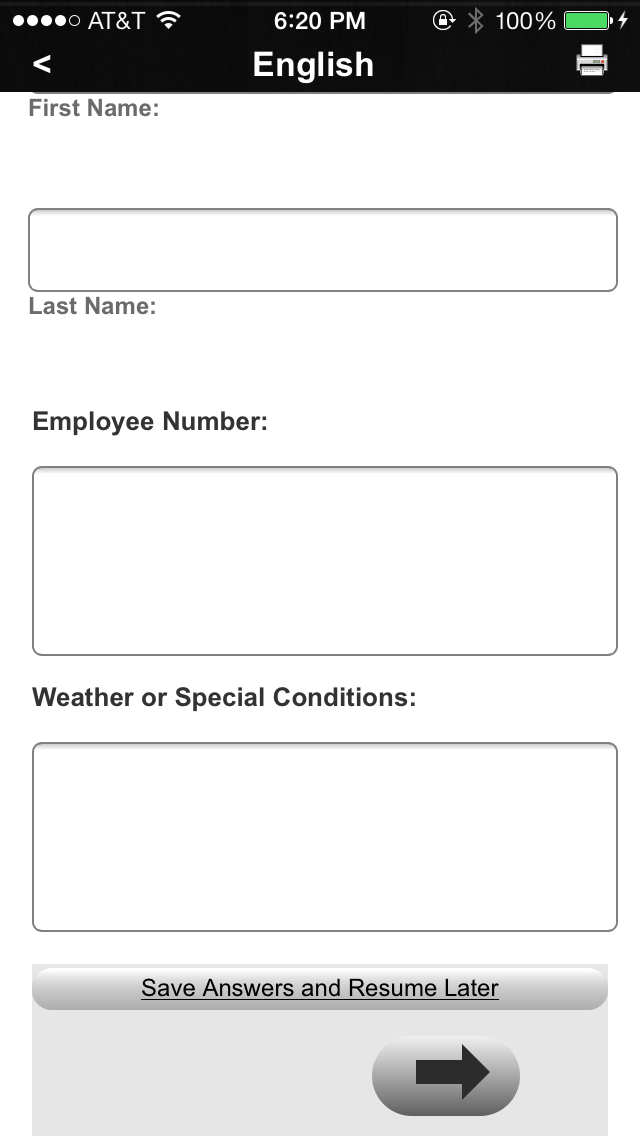 AT&T 6:20 PM 100%
< English
First Name:
Last Name:
Employee Number:
Weather or Special Conditions:
Save Answers and Resume Later